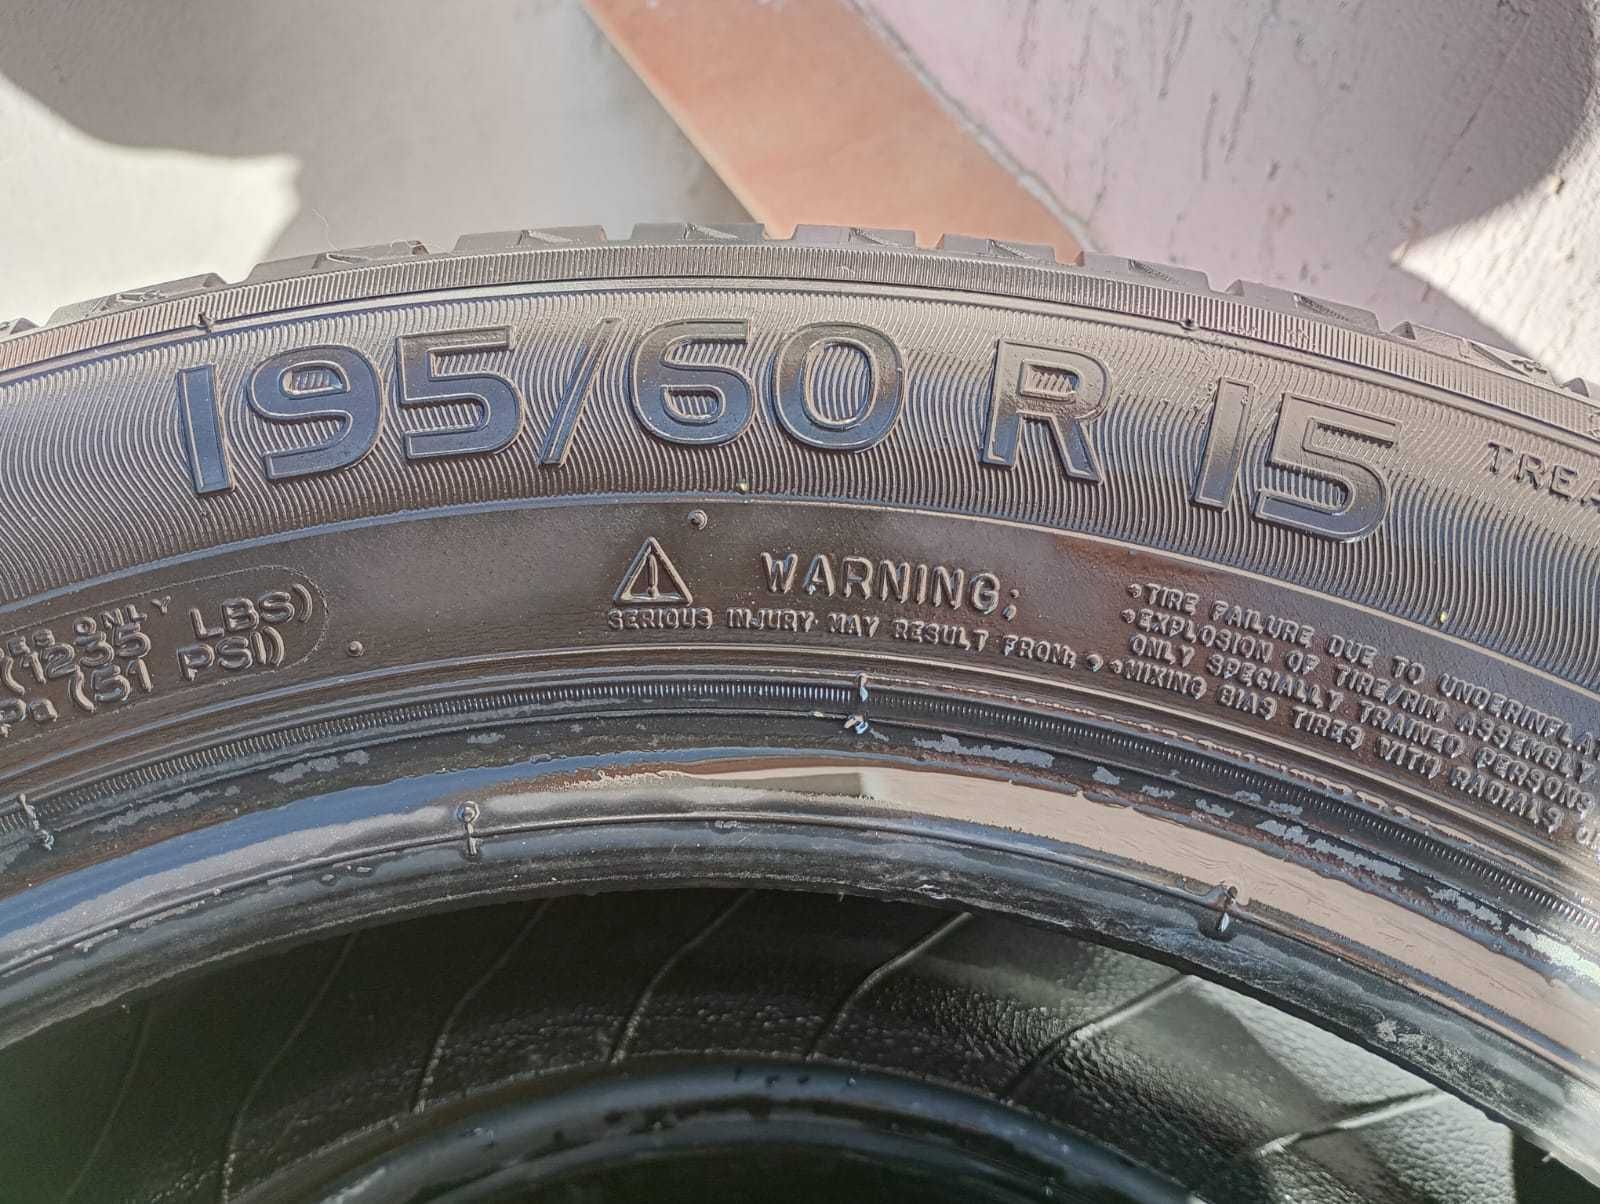 195/60 R 15
ONLY
(1235 LBS)
(51 PSI)
WARNING:
SERIOUS INJURY MAY RESULT FROM:
•TIRE FAILURE DUE TO UNDERINFLA
•EXPLOSION OF TIRE/RIM ASSEMBLY
ONLY SPECIALLY TRAINED PERSONS
•MIXING BIAS TIRES WITH RADIALS